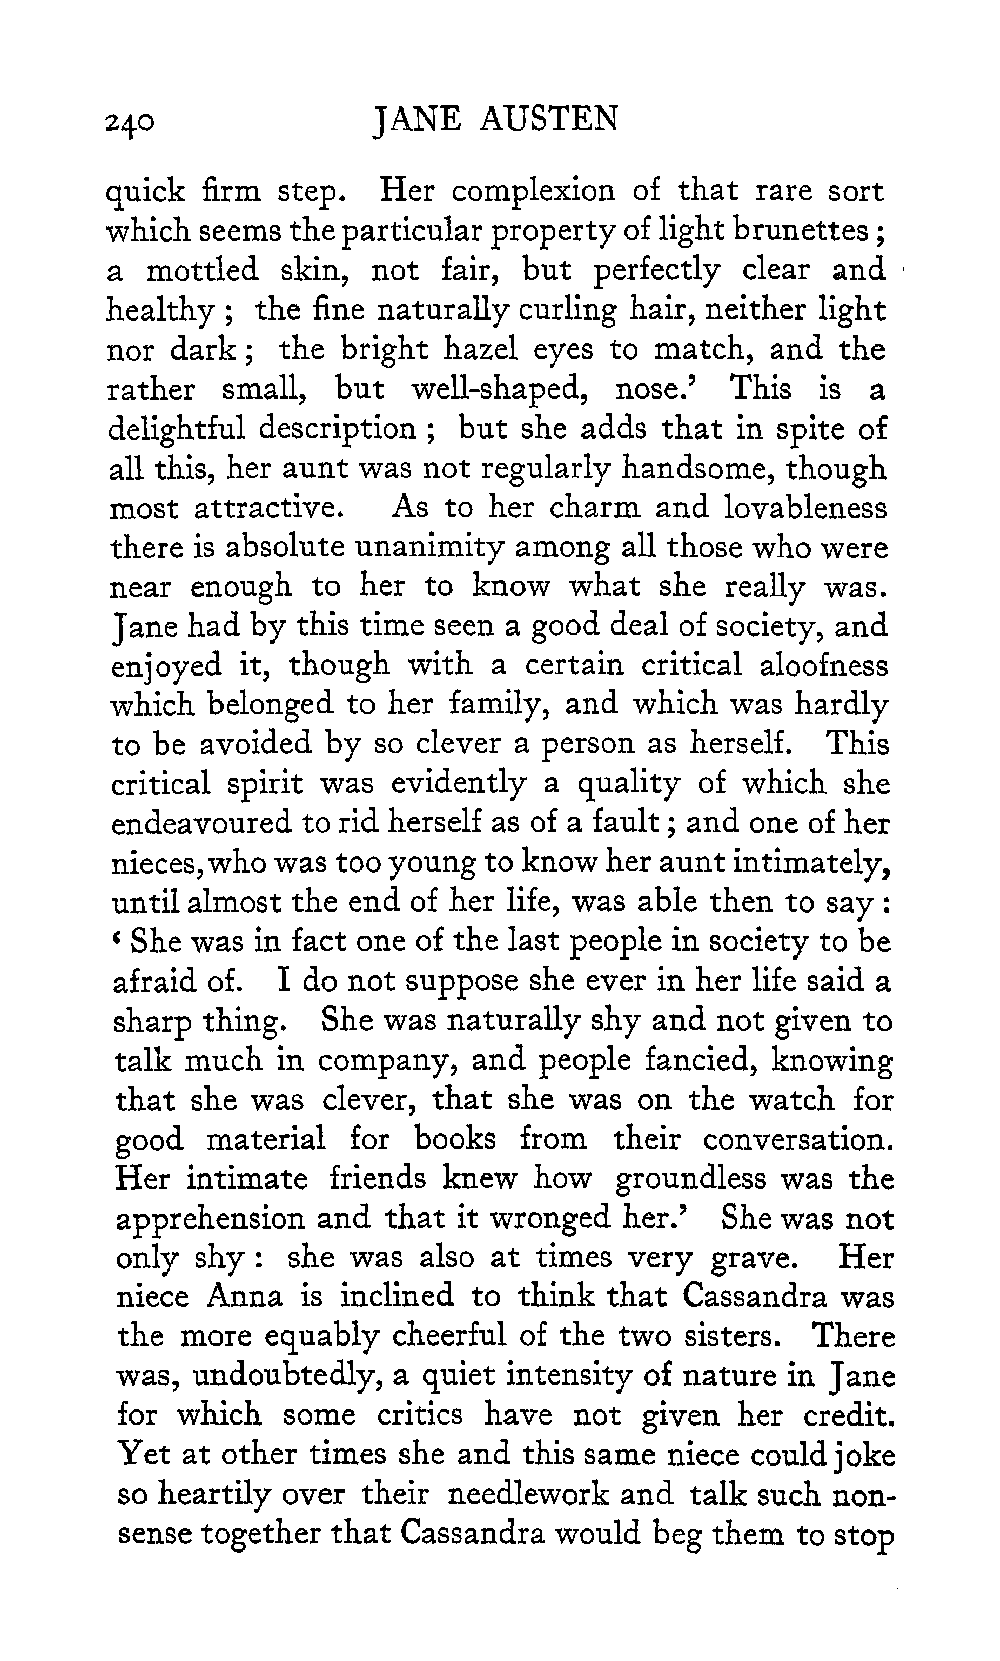 240 JANE AUSTEN
quick firm step. Her complexion of that rare sort
which seems the particular property of light brunettes ;
a mottled skin, not fair, but perfectly clear and
healthy ; the fine naturally curling hair, neither light
nor dark ; the bright hazel eyes to match, and the
rather small, but well-shaped, nose.’ This is a
delightful description ; but she adds that in spite of
all this, her aunt was not regularly handsome, though
most attractive. As to her charm and lovableness
there is absolute unanimity among all those who were
near enough to her to know what she really was.
Jane had by this time seen a good deal of society, and
enjoyed it, though with a certain critical aloofness
which belonged to her family, and which was hardly
to be avoided by so clever a person as herself. This
critical spirit was evidently a quality of which she
endeavoured to rid herself as of a fault ; and one of her
nieces, who was too young to know her aunt intimately,
until almost the end of her life, was able then to say :
‘ She was in fact one of the last people in society to be
afraid of. I do not suppose she ever in her life said a
sharp thing. She was naturally shy and not given to
talk much in company, and people fancied, knowing
that she was clever, that she was on the watch for
good material for books from their conversation.
Her intimate friends knew how groundless was the
apprehension and that it wronged her.’ She was not
only shy : she was also at times very grave. Her
niece Anna is inclined to think that Cassandra was
the more equably cheerful of the two sisters. There
was, undoubtedly, a quiet intensity of nature in Jane
for which some critics have not given her credit.
Yet at other times she and this same niece could joke
so heartily over their needlework and talk such non-
sense together that Cassandra would beg them to stop